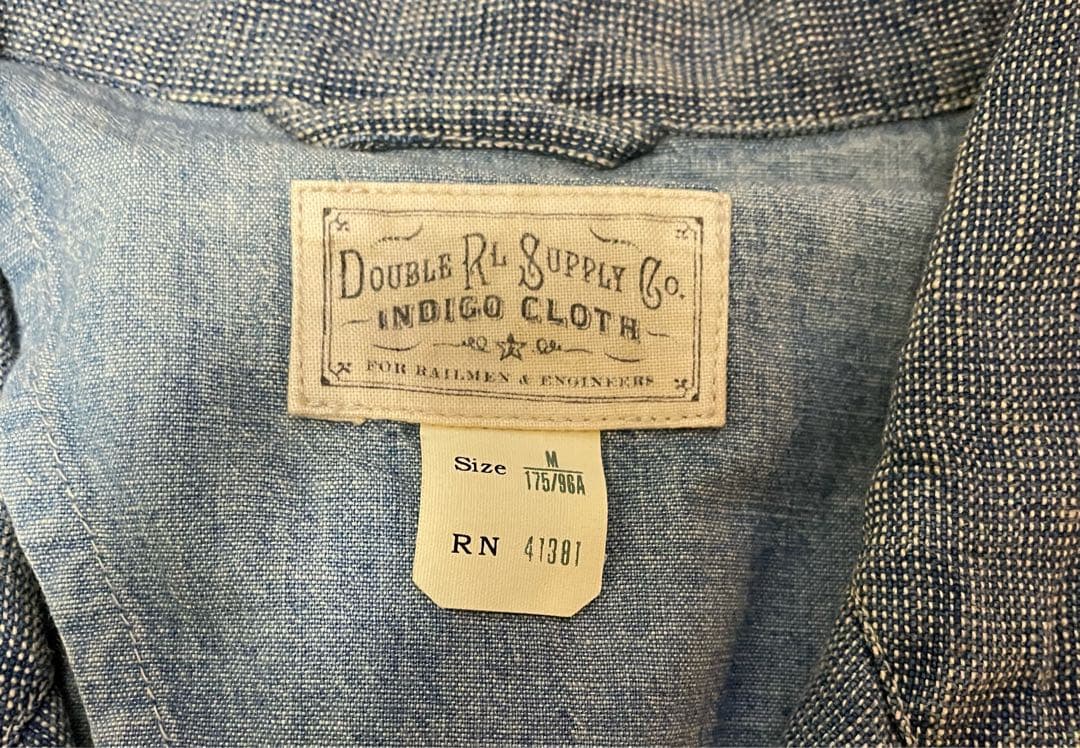 DOUBLE RL SUPPLY CO.
INDIGO CLOTH
FOR RAILMEN & ENGINEERS
Size M
175/96A
RN 41381